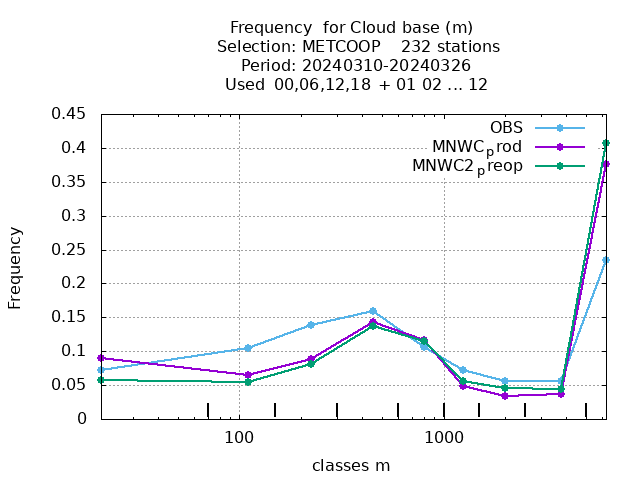 Frequency  for Cloud base (m)
Selection: METCOOP    232 stations
Period: 20240310-20240326
Used  00,06,12,18 + 01 02 ... 12
0.45
0.4
0.35
0.3
0.25
0.2
0.15
0.1
0.05
0
Frequency
OBS
MNWCprod
MNWC2preop
100 1000
classes m